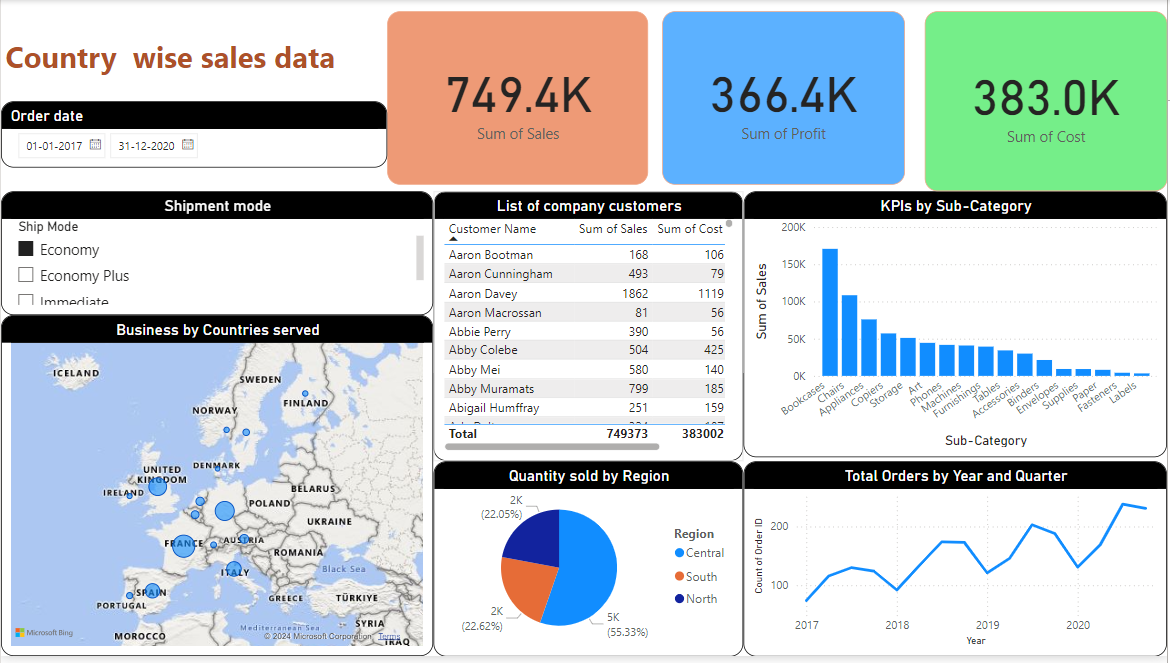 Country wise sales data
749.4K
Sum of Sales
366.4K
Sum of Profit
383.0K
Sum of Cost
Order date
01-01-2017 31-12-2020
Shipment mode
Ship Mode
Economy
Economy Plus
Immediate
List of company customers
Customer Name Sum of Sales Sum of Cost
Aaron Bootman 168 106
Aaron Cunningham 493 79
Aaron Davey 1862 1119
Aaron Macrossan 81 56
Abbie Perry 390 56
Abby Colebe 504 425
Abby Mei 580 140
Abby Muramats 799 185
Abigail Humffray 251 159
Total 749373 383002
KPIs by Sub-Category
Sum of Sales
200K
150K
100K
50K
0K
Bookcases
Chairs
Appliances
Copiers
Storage
Art
Phones
Machines
Furnishings
Tables
Accessories
Binders
Envelopes
Supplies
Paper
Fasteners
Labels
Sub-Category
Business by Countries served
ICELAND
SWEDEN
FINLAND
NORWAY
UNITED
KINGDOM
DENMARK
IRELAND
BELARUS
POLAND
UKRAINE
FRANCE
AUSTRIA
ROMANIA
ITALY
Black Sea
SPAIN
PORTUGAL
GREECE
TÜRKIYE
SYRIA
Mediterranean Sea
MOROCCO
IRAQ
Microsoft Bing
© 2024 Microsoft Corporation Terms
Quantity sold by Region
2K
(22.05%)
2K
(22.62%)
5K
(55.33%)
Region
Central
South
North
Total Orders by Year and Quarter
Count of Order ID
200
100
2017 2018 2019 2020
Year